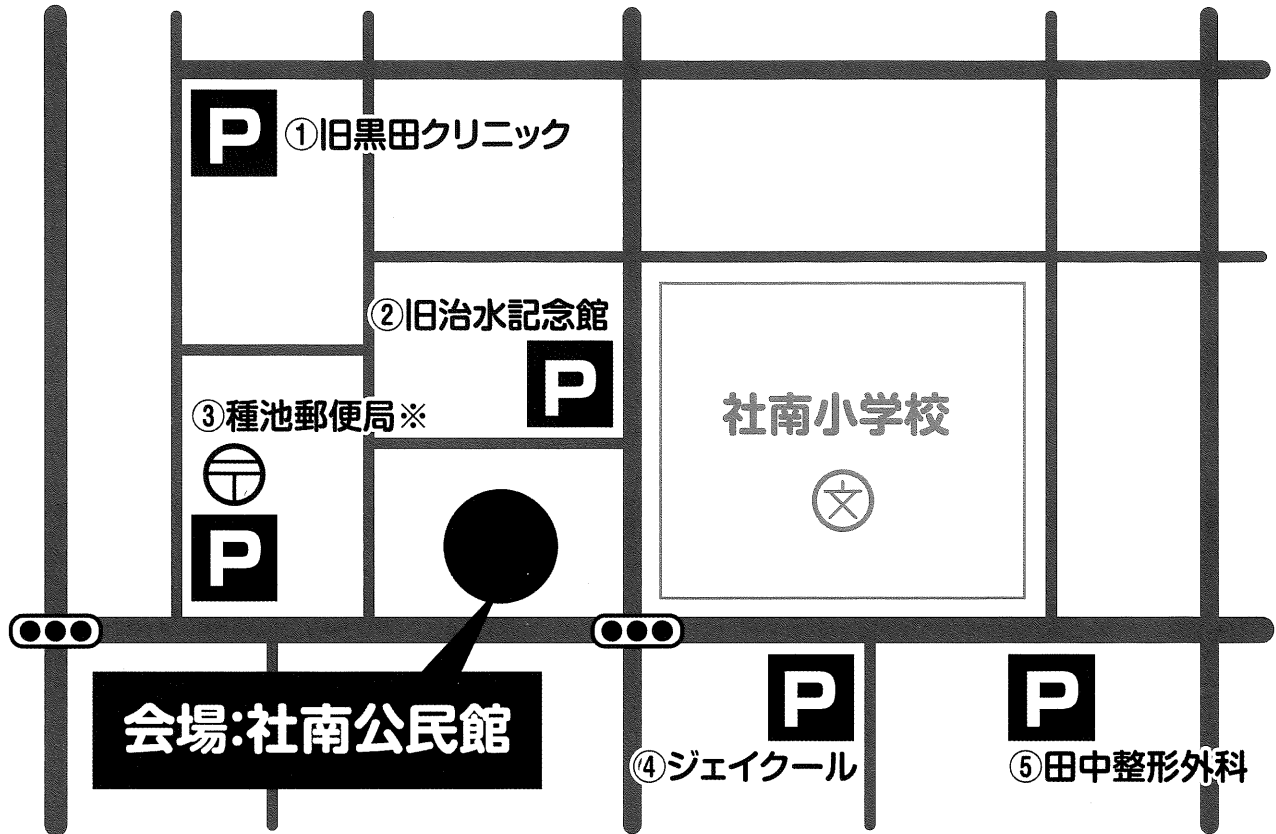 P ①旧黒田クリニック
②旧治水記念館
P
③種池郵便局※
P
社南小学校
文
会場:社南公民館
P
④ジェイクール
P
⑤田中整形外科